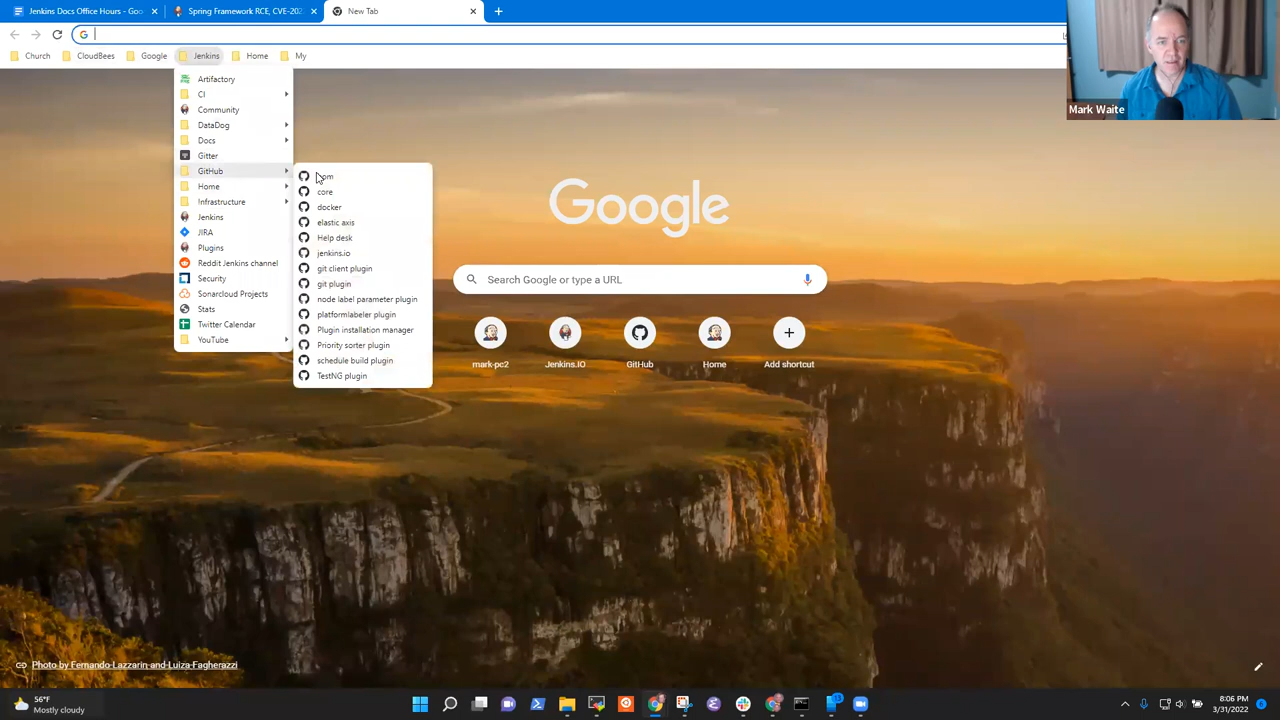 Jenkins Docs Office Hours - Goo
Spring Framework RCE, CVE-202
New Tab
Church
CloudBees
Google
Jenkins
Home
My
Mark Waite
Artifactory
CI
Community
DataDog
Docs
Gitter
GitHub
Home
Infrastructure
Jenkins
JIRA
Plugins
Reddit Jenkins channel
Security
Sonarcloud Projects
Stats
Twitter Calendar
YouTube
core
docker
elastic axis
Help desk
jenkins.io
git client plugin
git plugin
node label parameter plugin
platformlabeler plugin
Plugin installation manager
Priority sorter plugin
schedule build plugin
TestNG plugin
Google
Search Google or type a URL
mark-pc2
Jenkins.IO
GitHub
Home
Add shortcut
Photo by Fernando-Lazzarin-and-Luiza-Fagherazzi
56°F
Mostly cloudy
8:06 PM
3/31/2022